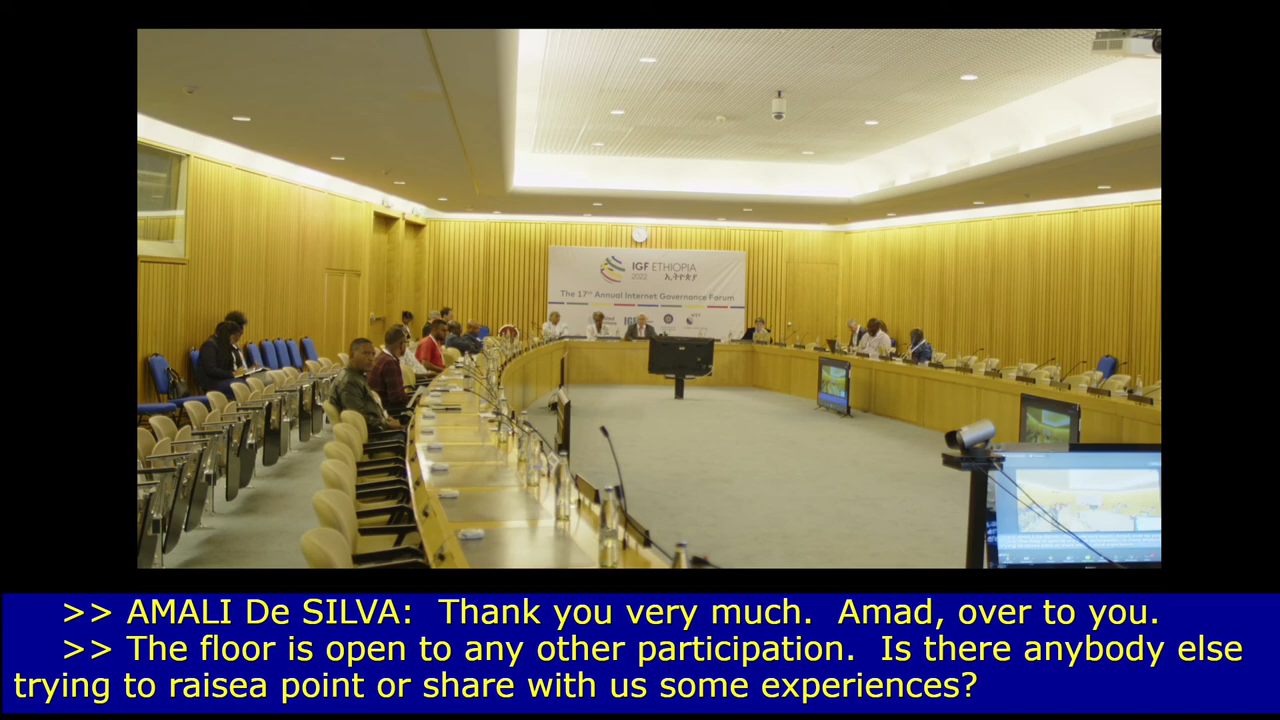 IGF ETHIOPIA
2022 ኢትዮጵያ
The 17th Annual Internet Governance Forum
IGF
>> AMALI De SILVA:  Thank you very much.  Amad, over to you.
>> The floor is open to any other participation.  Is there anybody else
trying to raisea point or share with us some experiences?